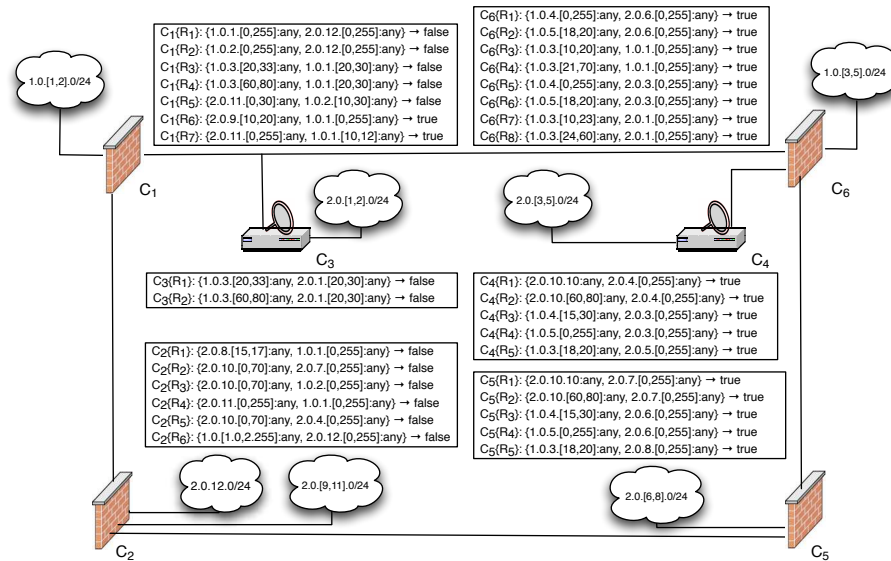 C1{R1}: {1.0.1.[0,255]:any, 2.0.12.[0,255]:any} → false
C1{R2}: {1.0.2.[0,255]:any, 2.0.12.[0,255]:any} → false
C1{R3}: {1.0.3.[20,33]:any, 1.0.1.[20,30]:any} → false
C1{R4}: {1.0.3.[60,80]:any, 1.0.1.[20,30]:any} → false
C1{R5}: {2.0.11.[0,30]:any, 1.0.2.[10,30]:any} → false
C1{R6}: {2.0.9.[10,20]:any, 1.0.1.[0,255]:any} → true
C1{R7}: {2.0.11.[0,255]:any, 1.0.1.[10,12]:any} → true
C6{R1}: {1.0.4.[0,255]:any, 2.0.6.[0,255]:any} → true
C6{R2}: {1.0.5.[18,20]:any, 2.0.6.[0,255]:any} → true
C6{R3}: {1.0.3.[10,20]:any, 1.0.1.[0,255]:any} → true
C6{R4}: {1.0.3.[21,70]:any, 1.0.1.[0,255]:any} → true
C6{R5}: {1.0.4.[0,255]:any, 2.0.3.[0,255]:any} → true
C6{R6}: {1.0.5.[18,20]:any, 2.0.3.[0,255]:any} → true
C6{R7}: {1.0.3.[10,23]:any, 2.0.1.[0,255]:any} → true
C6{R8}: {1.0.3.[24,60]:any, 2.0.1.[0,255]:any} → true
1.0.[1,2].0/24
1.0.[3,5].0/24
C1
C6
2.0.[1,2].0/24
2.0.[3,5].0/24
C3
C4
C3{R1}: {1.0.3.[20,33]:any, 2.0.1.[20,30]:any} → false
C3{R2}: {1.0.3.[60,80]:any, 2.0.1.[20,30]:any} → false
C4{R1}: {2.0.10.10:any, 2.0.4.[0,255]:any} → true
C4{R2}: {2.0.10.[60,80]:any, 2.0.4.[0,255]:any} → true
C4{R3}: {1.0.4.[15,30]:any, 2.0.3.[0,255]:any} → true
C4{R4}: {1.0.5.[0,255]:any, 2.0.3.[0,255]:any} → true
C4{R5}: {1.0.3.[18,20]:any, 2.0.5.[0,255]:any} → true
C2{R1}: {2.0.8.[15,17]:any, 1.0.1.[0,255]:any} → false
C2{R2}: {2.0.10.[0,70]:any, 2.0.7.[0,255]:any} → false
C2{R3}: {2.0.10.[0,70]:any, 1.0.2.[0,255]:any} → false
C2{R4}: {2.0.11.[0,255]:any, 1.0.1.[0,255]:any} → false
C2{R5}: {2.0.10.[0,70]:any, 2.0.4.[0,255]:any} → false
C2{R6}: {1.0.[1.0,2.255]:any, 2.0.12.[0,255]:any} → false
C5{R1}: {2.0.10.10:any, 2.0.7.[0,255]:any} → true
C5{R2}: {2.0.10.[60,80]:any, 2.0.7.[0,255]:any} → true
C5{R3}: {1.0.4.[15,30]:any, 2.0.6.[0,255]:any} → true
C5{R4}: {1.0.5.[0,255]:any, 2.0.6.[0,255]:any} → true
C5{R5}: {1.0.3.[18,20]:any, 2.0.8.[0,255]:any} → true
2.0.12.0/24
2.0.[9,11].0/24
2.0.[6,8].0/24
C2
C5